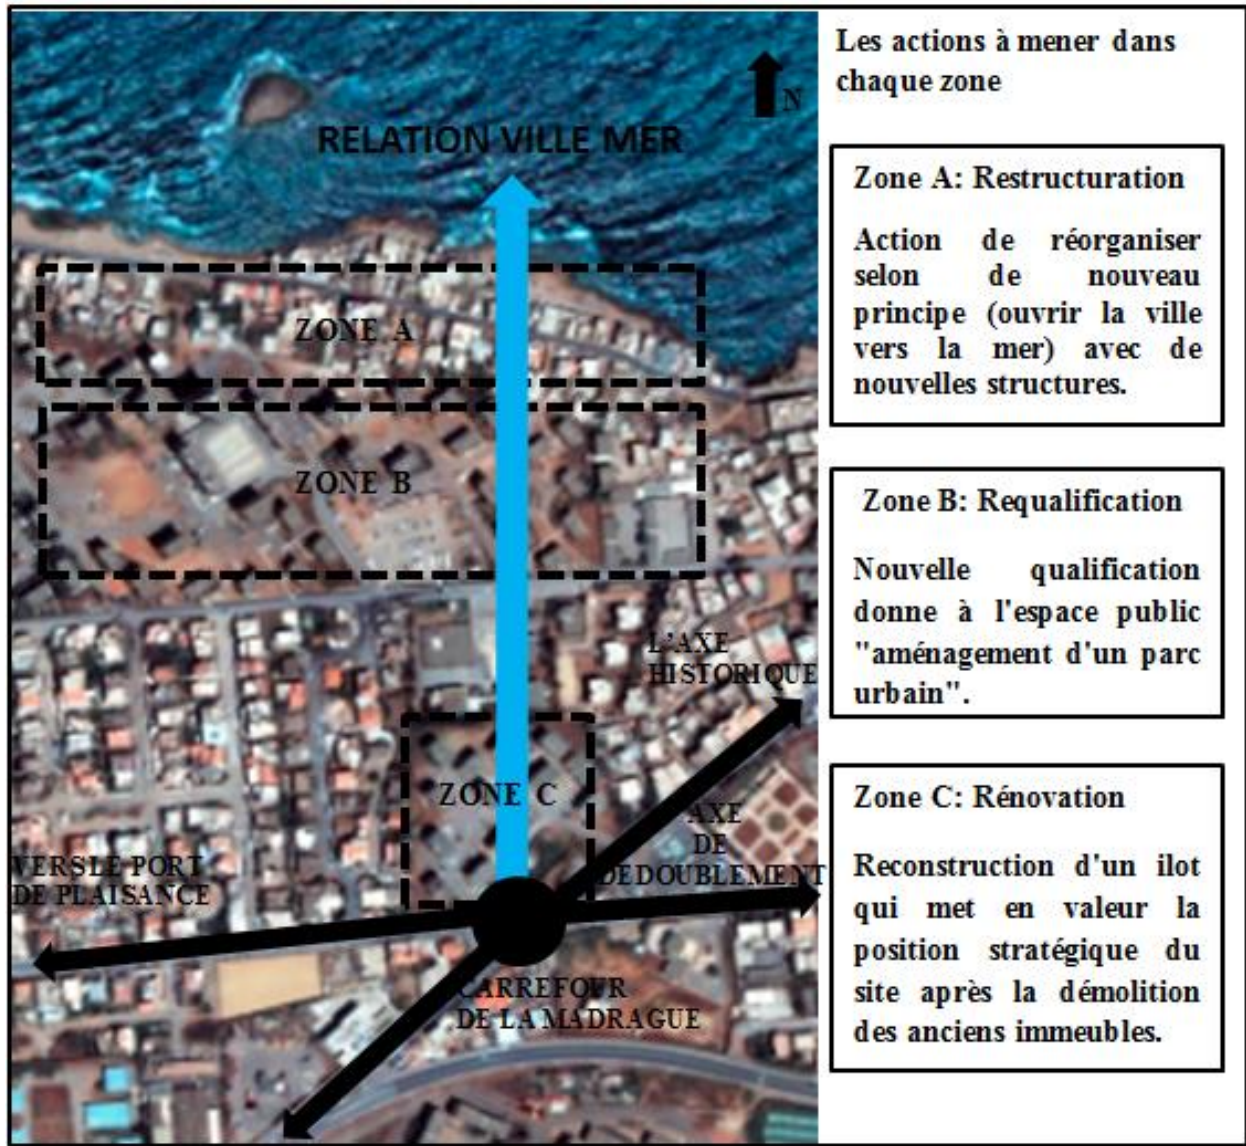 N
RELATION VILLE MER
ZONE A
ZONE B
L'AXE
HISTORIQUE
ZONE C
AXE
DE
DEDOUBLEMENT
VERSLE PORT
DE PLAISANCE
CARREFOUR
DE LA MADRAGUE
Les actions à mener dans
chaque zone
Zone A: Restructuration
Action de réorganiser
selon de nouveau
principe (ouvrir la ville
vers la mer) avec de
nouvelles structures.
Zone B: Requalification
Nouvelle qualification
donne à l'espace public
"aménagement d'un parc
urbain".
Zone C: Rénovation
Reconstruction d'un ilot
qui met en valeur la
position stratégique du
site après la démolition
des anciens immeubles.